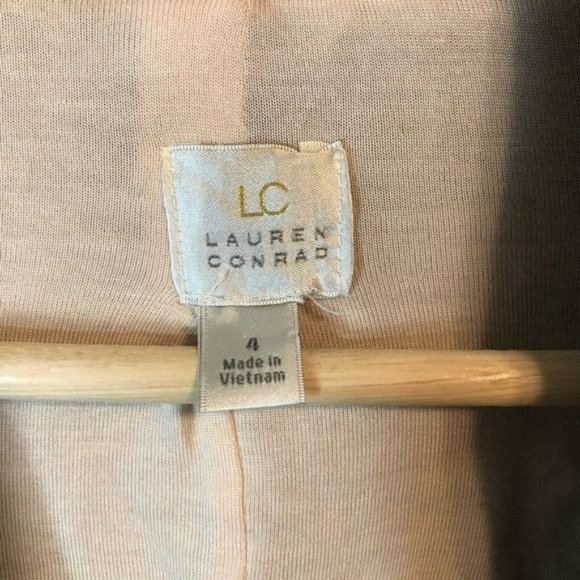 LC
LAUREN
CONRAD
4
Made in
Vietnam